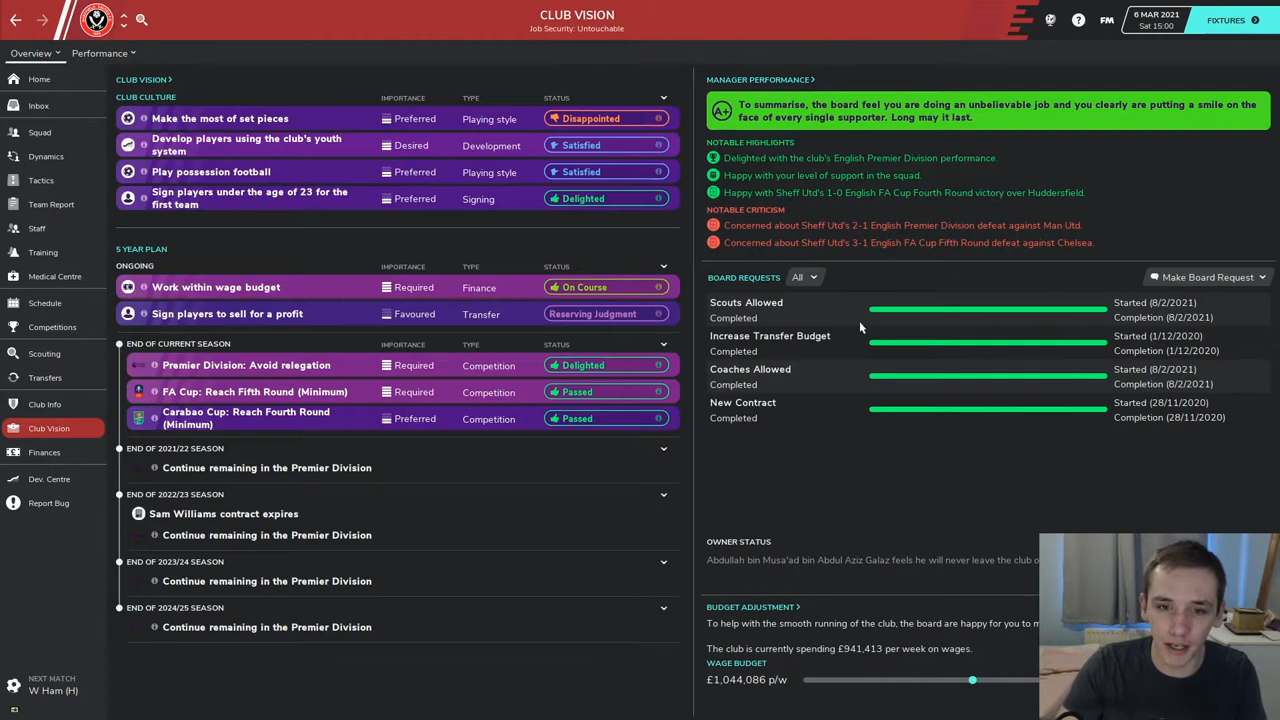 CLUB VISION
Job Security: Untouchable
FM
6 MAR 2021
Sat 15:00
FIXTURES
Overview
Performance
Home
Inbox
Squad
Dynamics
Tactics
Team Report
Staff
Training
Medical Centre
Schedule
Competitions
Scouting
Transfers
Club Info
Club Vision
Finances
Dev. Centre
Report Bug
NEXT MATCH
W Ham (H)
CLUB VISION >
CLUB CULTURE IMPORTANCE TYPE STATUS
Make the most of set pieces Preferred Playing style Disappointed
Develop players using the club's youth system Desired Development Satisfied
Play possession football Preferred Playing style Satisfied
Sign players under the age of 23 for the first team Preferred Signing Delighted
5 YEAR PLAN
ONGOING IMPORTANCE TYPE STATUS
Work within wage budget Required Finance On Course
Sign players to sell for a profit Favoured Transfer Reserving Judgment
END OF CURRENT SEASON IMPORTANCE TYPE STATUS
Premier Division: Avoid relegation Required Competition Delighted
FA Cup: Reach Fifth Round (Minimum) Required Competition Passed
Carabao Cup: Reach Fourth Round (Minimum) Preferred Competition Passed
END OF 2021/22 SEASON
Continue remaining in the Premier Division
END OF 2022/23 SEASON
Sam Williams contract expires
Continue remaining in the Premier Division
END OF 2023/24 SEASON
Continue remaining in the Premier Division
END OF 2024/25 SEASON
Continue remaining in the Premier Division
MANAGER PERFORMANCE >
A+
To summarise, the board feel you are doing an unbelievable job and you clearly are putting a smile on the
face of every single supporter. Long may it last.
NOTABLE HIGHLIGHTS
Delighted with the club's English Premier Division performance.
Happy with your level of support in the squad.
Happy with Sheff Utd's 1-0 English FA Cup Fourth Round victory over Huddersfield.
NOTABLE CRITICISM
Concerned about Sheff Utd's 2-1 English Premier Division defeat against Man Utd.
Concerned about Sheff Utd's 3-1 English FA Cup Fifth Round defeat against Chelsea.
BOARD REQUESTS All Make Board Request
Scouts Allowed Started (8/2/2021)
Completed Completion (8/2/2021)
Increase Transfer Budget Started (1/12/2020)
Completed Completion (1/12/2020)
Coaches Allowed Started (8/2/2021)
Completed Completion (8/2/2021)
New Contract Started (28/11/2020)
Completed Completion (28/11/2020)
OWNER STATUS
Abdullah bin Musa'ad bin Abdul Aziz Galaz feels he will never leave the club o
BUDGET ADJUSTMENT >
To help with the smooth running of the club, the board are happy for you to m
The club is currently spending £941,413 per week on wages.
WAGE BUDGET
£1,044,086 p/w